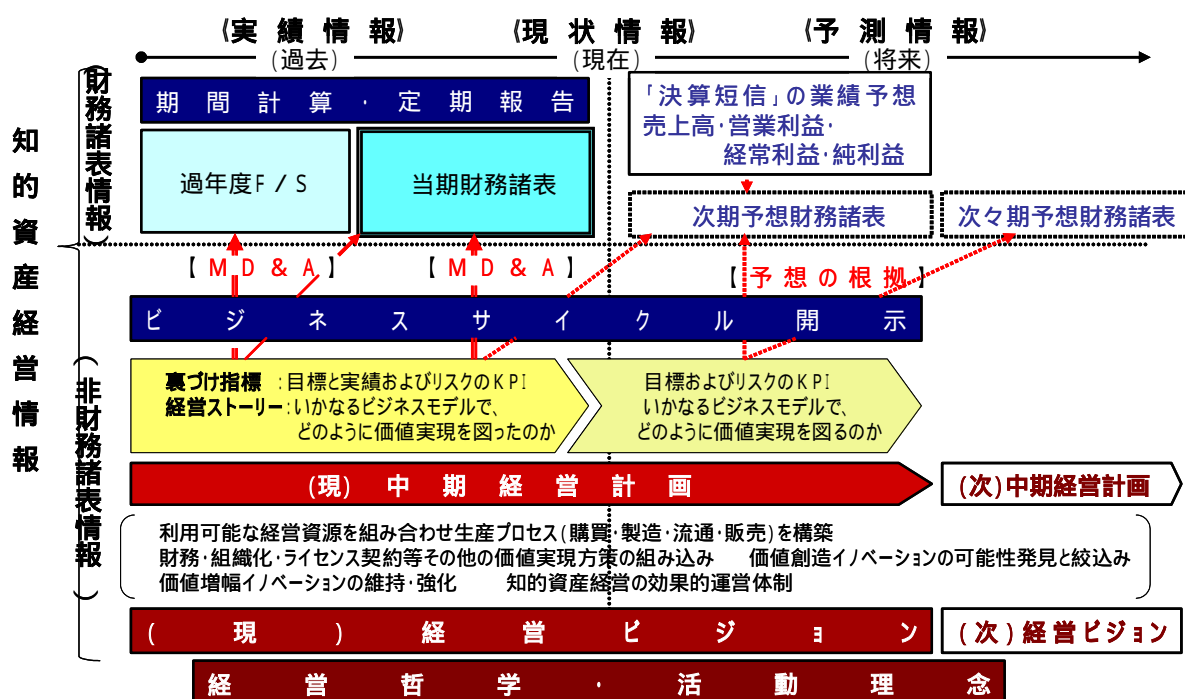 《実績情報》 《現状情報》 《予測情報》
(過去) (現在) (将来)
知的資産経営情報
(財務諸表情報)
期間計算・定期報告
「決算短信」の業績予想
売上高・営業利益・
経常利益・純利益
過年度F/S
当期財務諸表
次期予想財務諸表
次々期予想財務諸表
【MD&A】 【MD&A】 【予想の根拠】
(非財務諸表情報)
ビジネスサイクル開示
裏づけ指標 :目標と実績およびリスクのKPI
経営ストーリー:いかなるビジネスモデルで、
どのように価値実現を図ったのか
目標およびリスクのKPI
いかなるビジネスモデルで、
どのように価値実現を図るのか
(現) 中期経営計画
(次)中期経営計画
利用可能な経営資源を組み合わせ生産プロセス(購買・製造・流通・販売)を構築
財務・組織化・ライセンス契約等その他の価値実現方策の組み込み 価値創造イノベーションの可能性発見と絞込み
価値増幅イノベーションの維持・強化 知的資産経営の効果的運営体制
(現)経営ビジョン
(次)経営ビジョン
経営哲学・活動理念